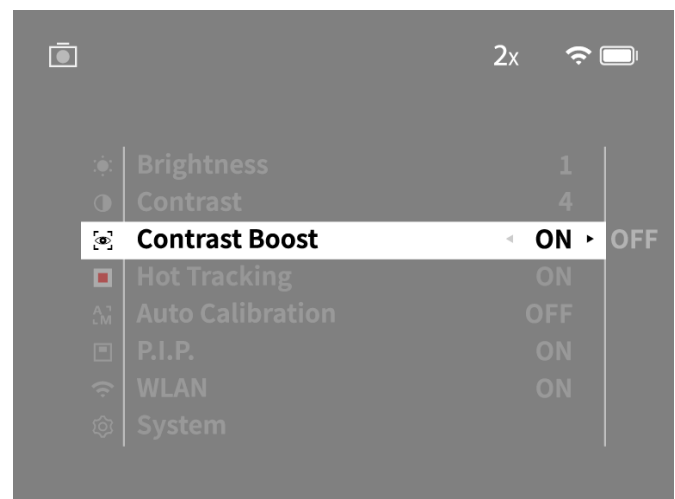 2x
Brightness 1
Contrast 4
Contrast Boost ON OFF
Hot Tracking ON
Auto Calibration OFF
P.I.P. ON
WLAN ON
System